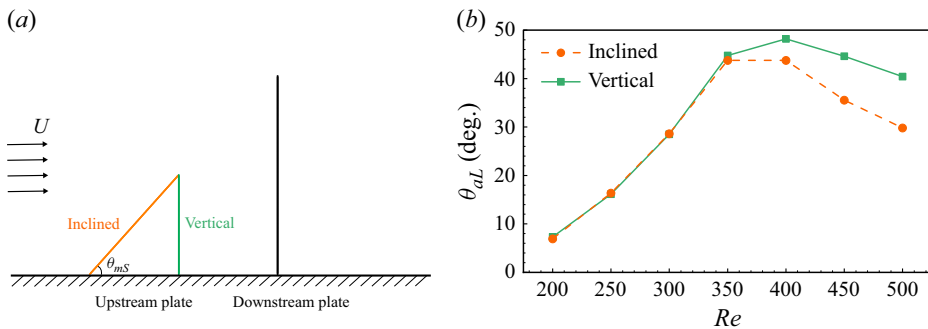 (a)
U
Inclined
Vertical
θmS
Upstream plate
Downstream plate
(b)
50
40
30
20
10
0
θaL (deg.)
Inclined
Vertical
200 250 300 350 400 450 500
Re